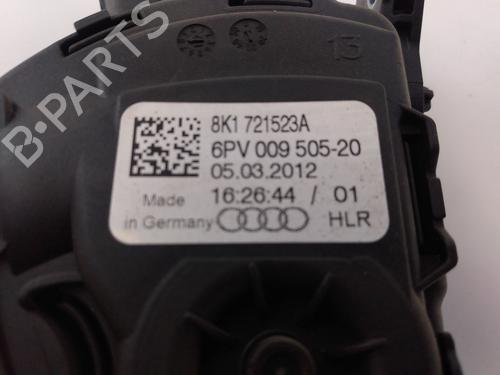 B-PARTS
13
8K1 721523A
6PV 009 505-20
05.03.2012
Made 16:26:44 / 01
in Germany HLR